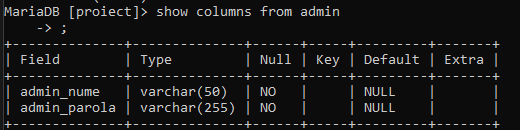 MariaDB [proiect]> show columns from admin
    -> ;
+--------------+--------------+------+-----+---------+-------+
| Field        | Type         | Null | Key | Default | Extra |
+--------------+--------------+------+-----+---------+-------+
| admin_nume   | varchar(50)  | NO   |     | NULL    |       |
| admin_parola | varchar(255) | NO   |     | NULL    |       |
+--------------+--------------+------+-----+---------+-------+